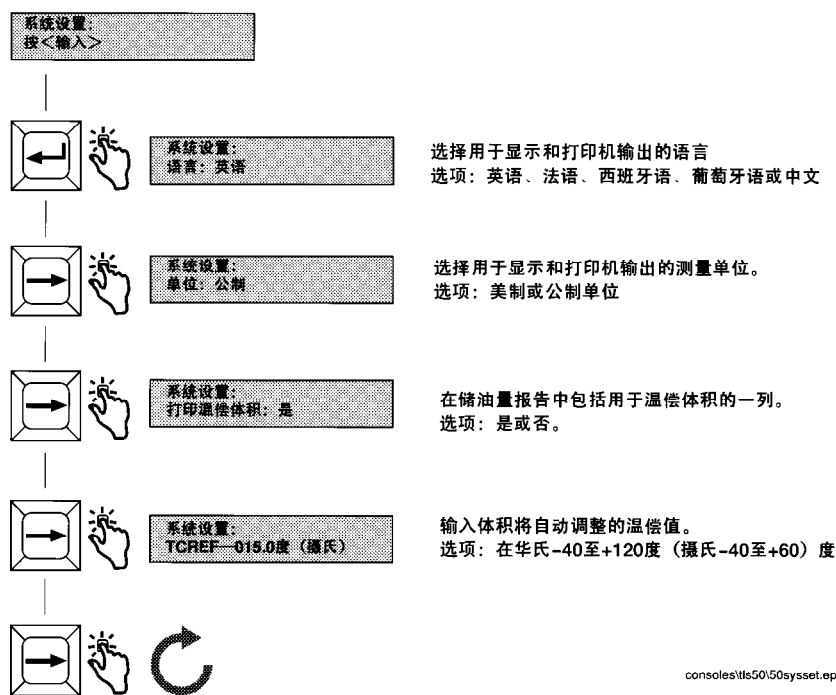 系统设置:
按<输入>
系统设置:
语言: 英语
选择用于显示和打印机输出的语言
选项: 英语、法语、西班牙语、葡萄牙语或中文
系统设置:
单位: 公制
选择用于显示和打印机输出的测量单位。
选项: 美制或公制单位
系统设置:
打印温偿体积: 是
在储油量报告中包括用于温偿体积的一列。
选项: 是或否。
系统设置:
TCREF—015.0度 (摄氏)
输入体积将自动调整的温偿值。
选项: 在华氏-40至+120度 (摄氏-40至+60) 度
consoles\tls50\50sysset.ep